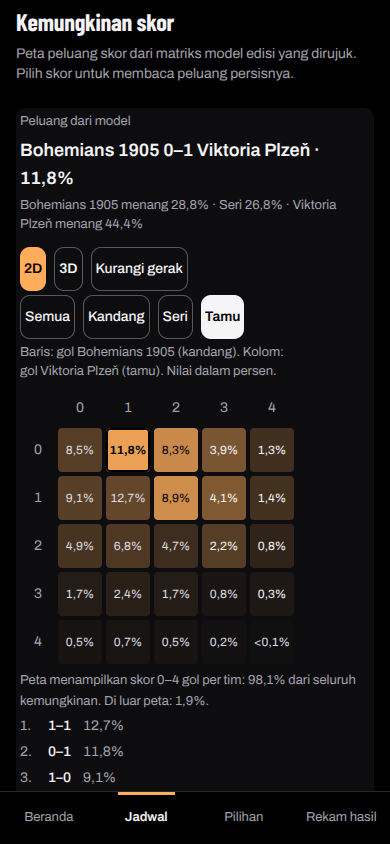 Kemungkinan skor
Peta peluang skor dari matriks model edisi yang dirujuk.
Pilih skor untuk membaca peluang persisnya.
Peluang dari model
Bohemians 1905 0–1 Viktoria Plzeň ·
11,8%
Bohemians 1905 menang 28,8% · Seri 26,8% · Viktoria
Plzeň menang 44,4%
2D 3D Kurangi gerak
Semua Kandang Seri Tamu
Baris: gol Bohemians 1905 (kandang). Kolom:
gol Viktoria Plzeň (tamu). Nilai dalam persen.
0 1 2 3 4
0 8,5% 11,8% 8,3% 3,9% 1,3%
1 9,1% 12,7% 8,9% 4,1% 1,4%
2 4,9% 6,8% 4,7% 2,2% 0,8%
3 1,7% 2,4% 1,7% 0,8% 0,3%
4 0,5% 0,7% 0,5% 0,2% <0,1%
Peta menampilkan skor 0–4 gol per tim: 98,1% dari seluruh
kemungkinan. Di luar peta: 1,9%.
1. 1–1 12,7%
2. 0–1 11,8%
3. 1–0 9,1%
Beranda Jadwal Pilihan Rekam hasil